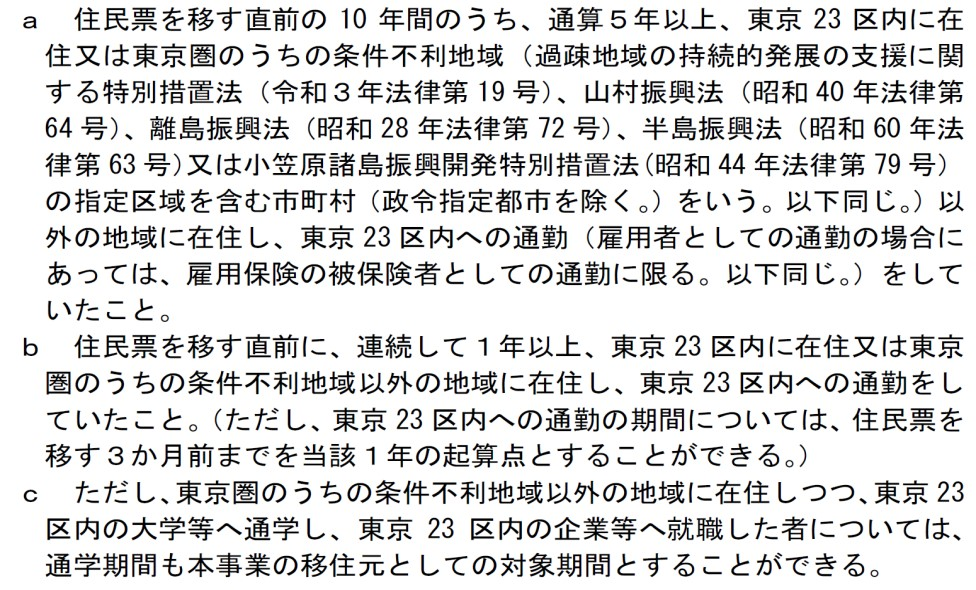 ａ　住民票を移す直前の 10 年間のうち、通算５年以上、東京 23 区内に在
住又は東京圏のうちの条件不利地域（過疎地域の持続的発展の支援に関
する特別措置法（令和３年法律第 19 号）、山村振興法（昭和 40 年法律第
64 号）、離島振興法（昭和 28 年法律第 72 号）、半島振興法（昭和 60 年法
律第 63 号）又は小笠原諸島振興開発特別措置法（昭和 44 年法律第 79 号）
の指定区域を含む市町村（政令指定都市を除く。）をいう。以下同じ。）以
外の地域に在住し、東京 23 区内への通勤（雇用者としての通勤の場合に
あっては、雇用保険の被保険者としての通勤に限る。以下同じ。）をして
いたこと。
ｂ　住民票を移す直前に、連続して１年以上、東京 23 区内に在住又は東京
圏のうちの条件不利地域以外の地域に在住し、東京 23 区内への通勤をし
ていたこと。（ただし、東京 23 区内への通勤の期間については、住民票を
移す３か月前までを当該１年の起算点とすることができる。）
ｃ　ただし、東京圏のうちの条件不利地域以外の地域に在住しつつ、東京 23
区内の大学等へ通学し、東京 23 区内の企業等へ就職した者については、
通学期間も本事業の移住元としての対象期間とすることができる。